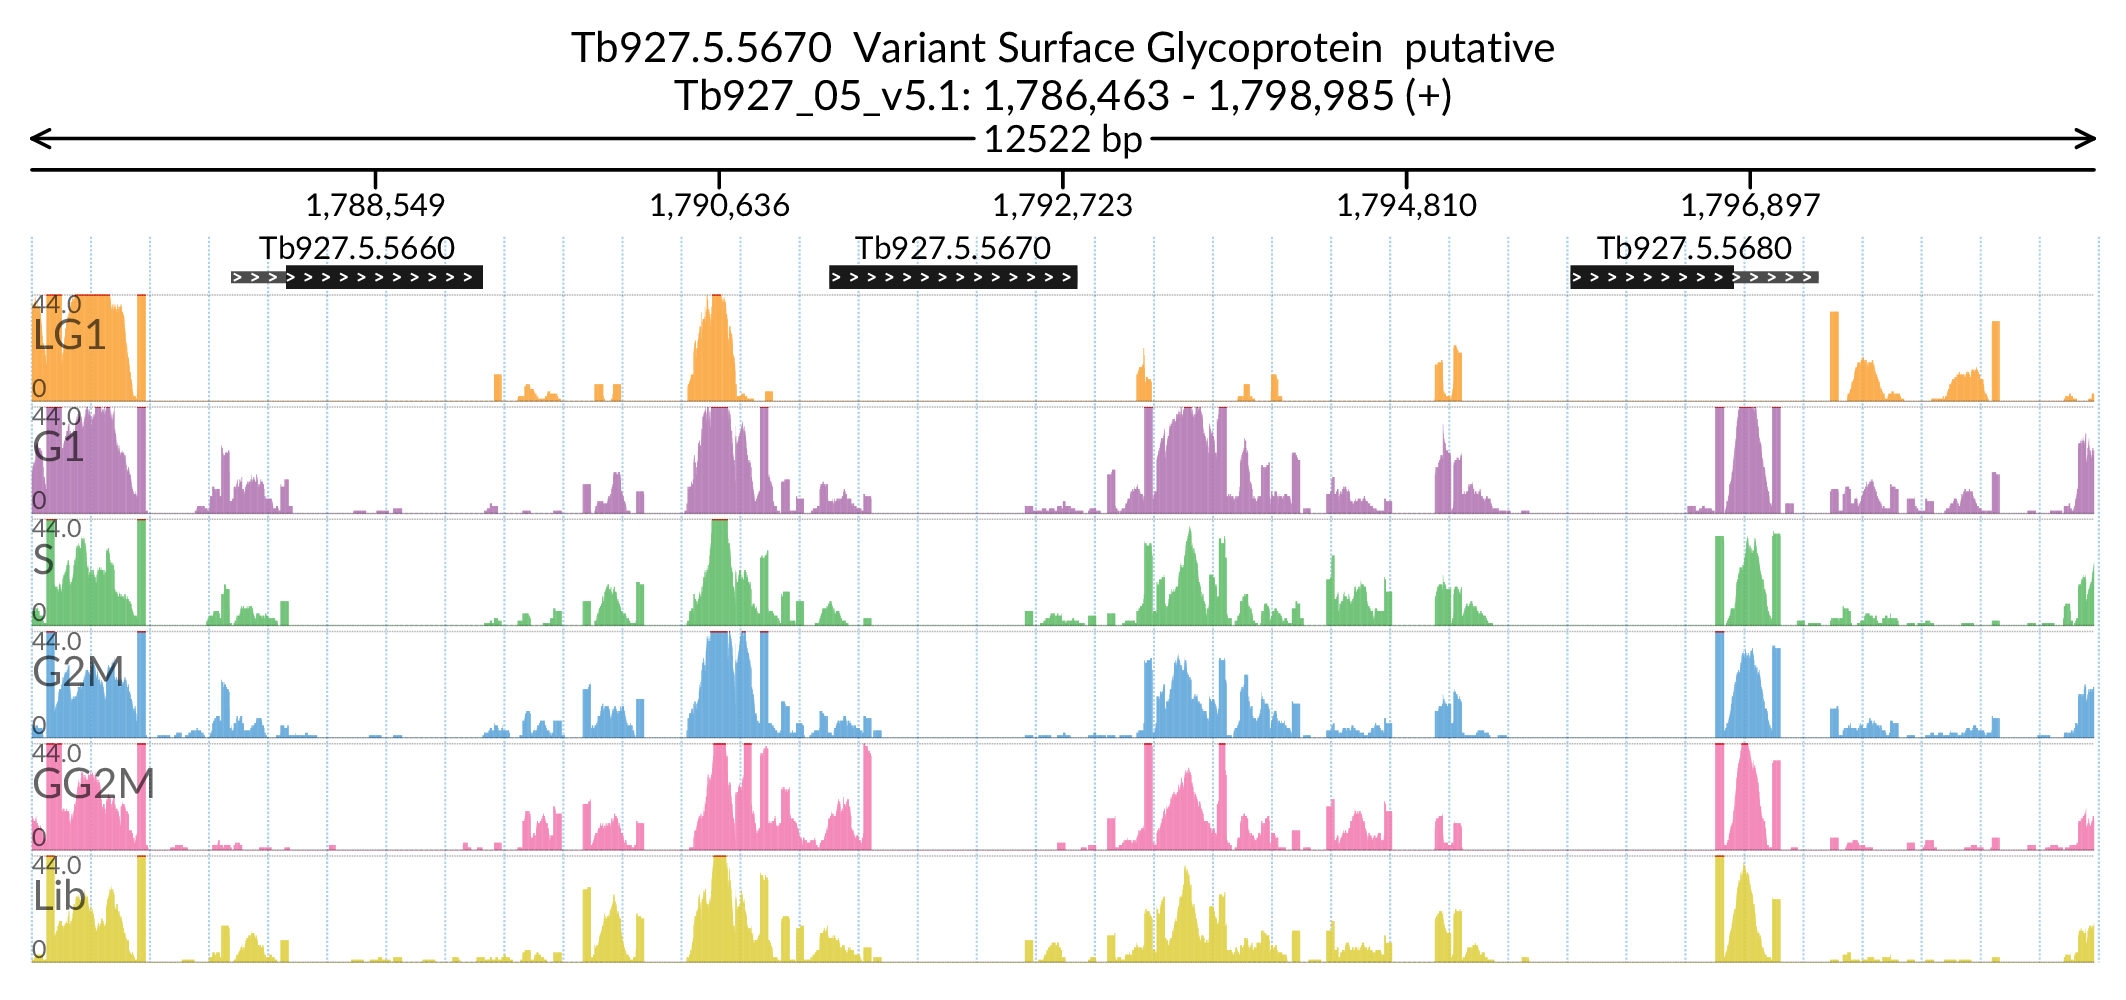 Tb927.5.5670 Variant Surface Glycoprotein putative
Tb927_05_v5.1: 1,786,463 - 1,798,985 (+)
12522 bp
1,788,549 1,790,636 1,792,723 1,794,810 1,796,897
Tb927.5.5660 Tb927.5.5670 Tb927.5.5680
44.0
LG1
0
44.0
G1
0
44.0
S
0
44.0
G2M
0
44.0
GG2M
0
44.0
Lib
0